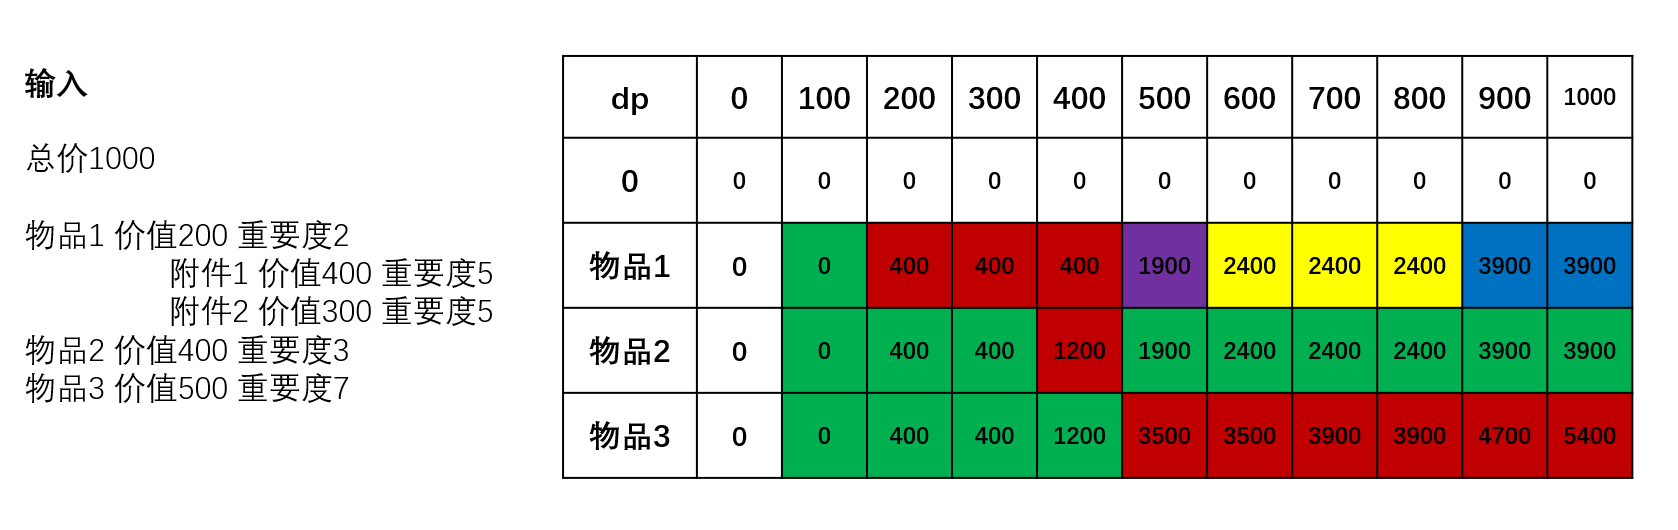 输入
总价1000
物品1 价值200 重要度2
附件1 价值400 重要度5
附件2 价值300 重要度5
物品2 价值400 重要度3
物品3 价值500 重要度7
dp 0 100 200 300 400 500 600 700 800 900 1000
0 0 0 0 0 0 0 0 0 0 0 0
物品1 0 0 400 400 400 1900 2400 2400 2400 3900 3900
物品2 0 0 400 400 1200 1900 2400 2400 2400 3900 3900
物品3 0 0 400 400 1200 3500 3500 3900 3900 4700 5400